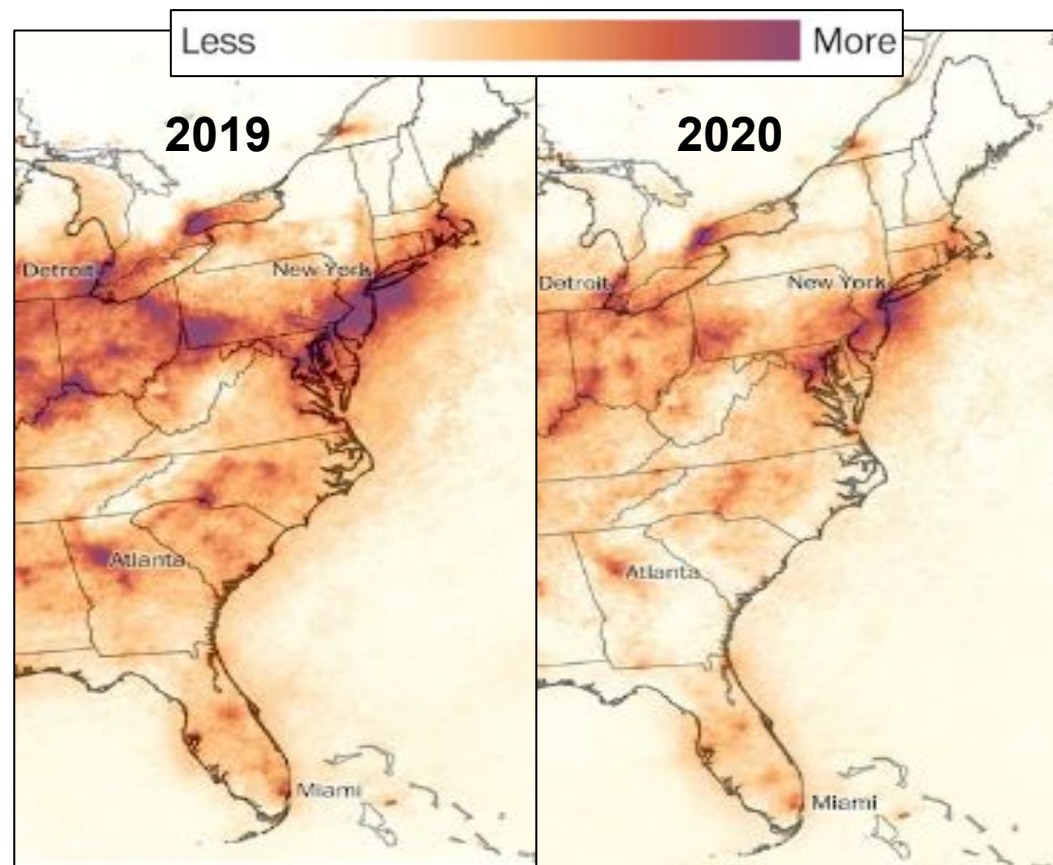 Less More
2019 2020
Detroit New York
Detroit New York
Atlanta
Atlanta
Miami
Miami